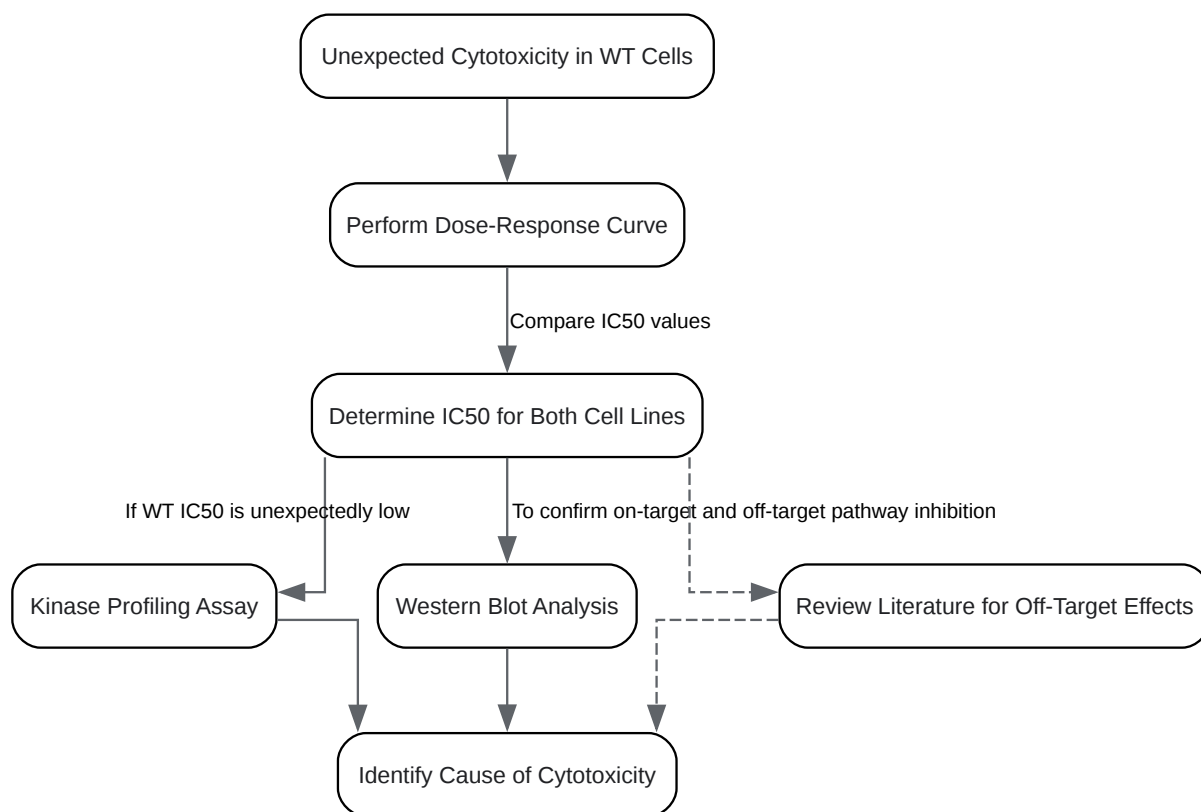 Unexpected Cytotoxicity in WT Cells
Perform Dose-Response Curve
Compare IC50 values
Determine IC50 for Both Cell Lines
If WT IC50 is unexpectedly low
To confirm on-target and off-target pathway inhibition
Kinase Profiling Assay
Western Blot Analysis
Review Literature for Off-Target Effects
Identify Cause of Cytotoxicity